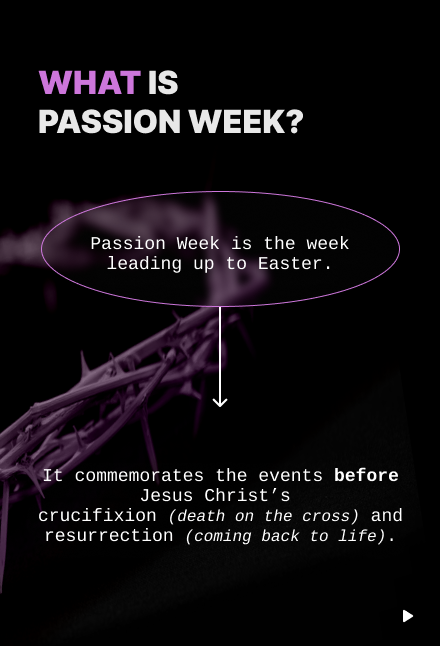 WHAT IS
PASSION WEEK?
Passion Week is the week
leading up to Easter.
It commemorates the events before
Jesus Christ’s
crucifixion (death on the cross) and
resurrection (coming back to life).